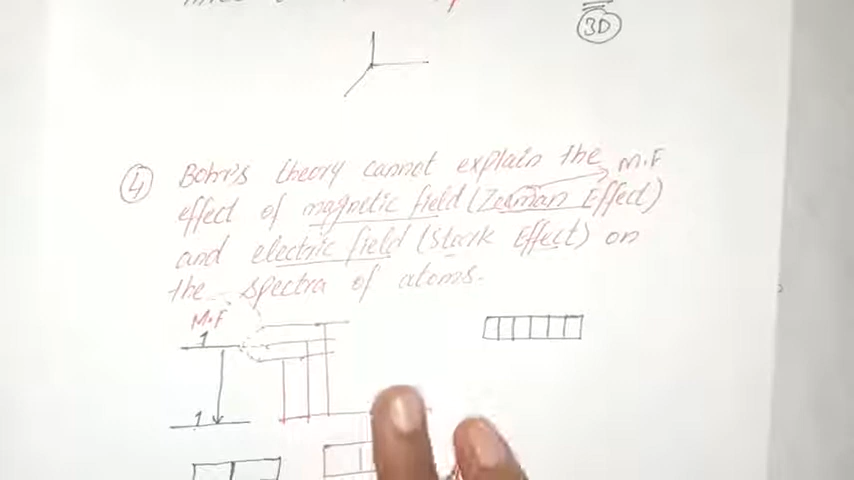 3D
4 Bohr's theory cannot explain the M.F
effect of magnetic field (Zeeman Effect)
and electric field (Stark Effect) on
the spectra of atoms.
M.F
1
1